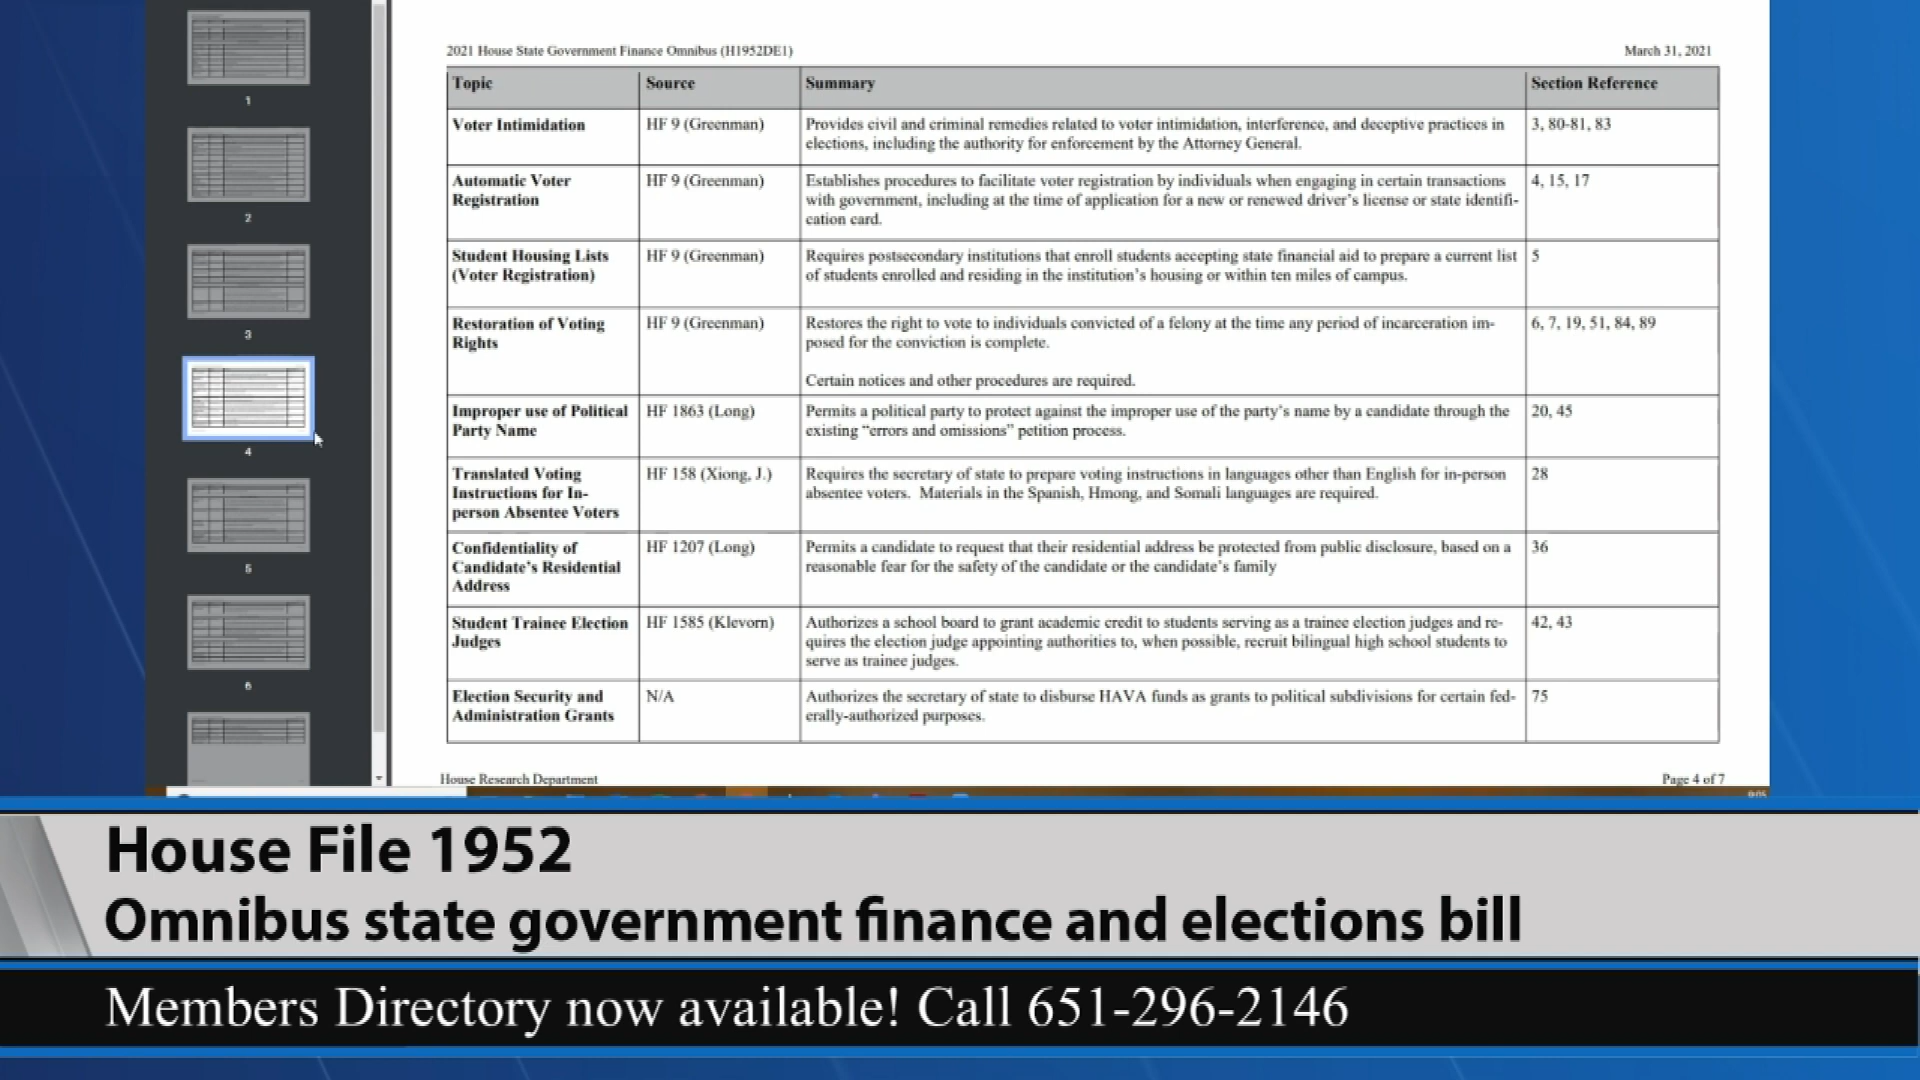 2021 House State Government Finance Omnibus (H1952DE1) March 31, 2021
Topic Source Summary Section Reference
Voter Intimidation HF 9 (Greenman) Provides civil and criminal remedies related to voter intimidation, interference, and deceptive practices in 3, 80-81, 83
elections, including the authority for enforcement by the Attorney General.
Automatic Voter HF 9 (Greenman) Establishes procedures to facilitate voter registration by individuals when engaging in certain transactions 4, 15, 17
Registration with government, including at the time of application for a new or renewed driver's license or state identifi-
cation card.
Student Housing Lists HF 9 (Greenman) Requires postsecondary institutions that enroll students accepting state financial aid to prepare a current list 5
(Voter Registration) of students enrolled and residing in the institution's housing or within ten miles of campus.
Restoration of Voting HF 9 (Greenman) Restores the right to vote to individuals convicted of a felony at the time any period of incarceration im- 6, 7, 19, 51, 84, 89
Rights posed for the conviction is complete.
Certain notices and other procedures are required.
Improper use of Political HF 1863 (Long) Permits a political party to protect against the improper use of the party's name by a candidate through the 20, 45
Party Name existing “errors and omissions” petition process.
Translated Voting HF 158 (Xiong, J.) Requires the secretary of state to prepare voting instructions in languages other than English for in-person 28
Instructions for In- absentee voters. Materials in the Spanish, Hmong, and Somali languages are required.
person Absentee Voters
Confidentiality of HF 1207 (Long) Permits a candidate to request that their residential address be protected from public disclosure, based on a 36
Candidate's Residential reasonable fear for the safety of the candidate or the candidate's family
Address
Student Trainee Election HF 1585 (Klevorn) Authorizes a school board to grant academic credit to students serving as a trainee election judges and re- 42, 43
Judges quires the election judge appointing authorities to, when possible, recruit bilingual high school students to
serve as trainee judges.
Election Security and N/A Authorizes the secretary of state to disburse HAVA funds as grants to political subdivisions for certain fed- 75
Administration Grants erally-authorized purposes.
House Research Department Page 4 of 7
1
2
3
4
5
6
House File 1952
Omnibus state government finance and elections bill
Members Directory now available! Call 651-296-2146